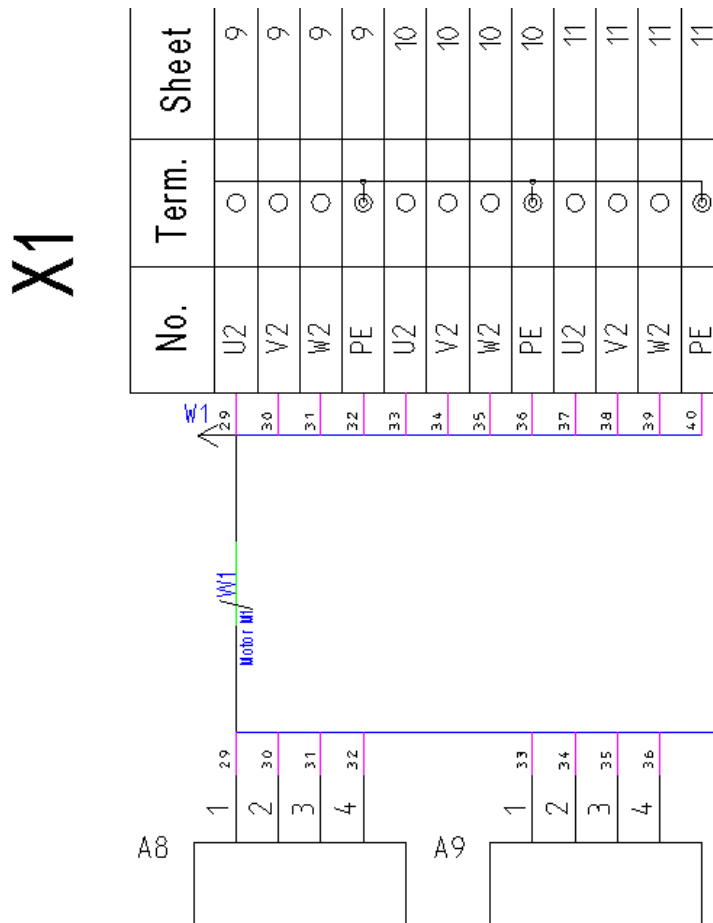 X1
Sheet 9 9 9 9 10 10 10 10 11 11 11 11
Term.
No. U2 V2 W2 PE U2 V2 W2 PE U2 V2 W2 PE
W1 29 30 31 32 33 34 35 36 37 38 39 40
W1
Motor M1
29 30 31 32 33 34 35 36
1 2 3 4 1 2 3 4
A8 A9